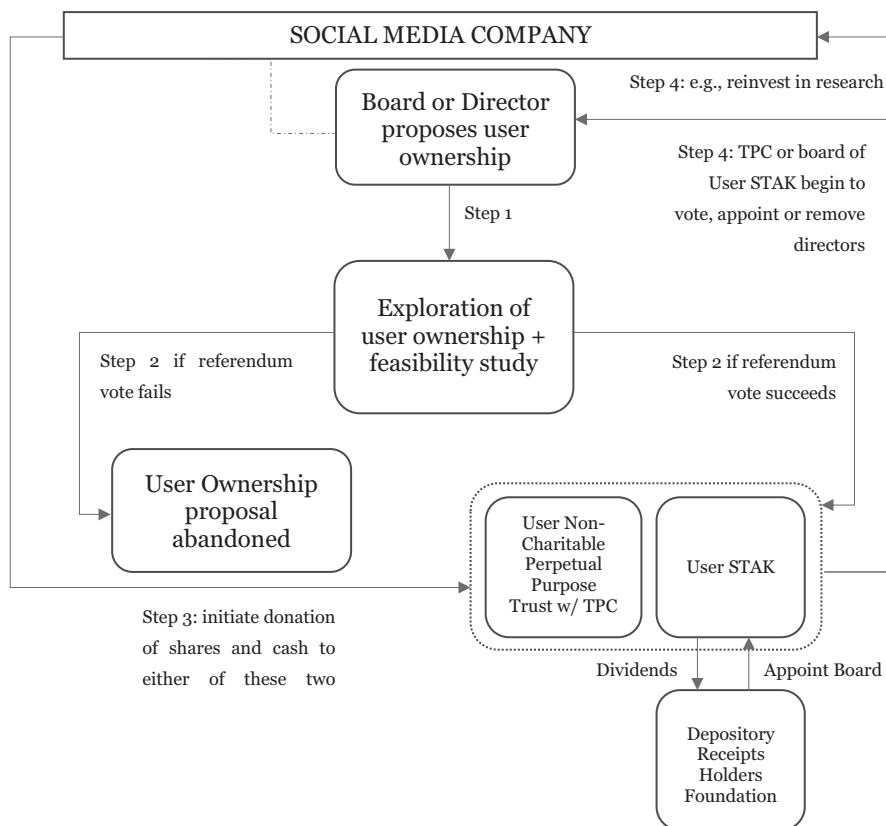 SOCIAL MEDIA COMPANY
Step 4: e.g., reinvest in research
Board or Director
proposes user
ownership
Step 4: TPC or board of
User STAK begin to
vote, appoint or remove
directors
Step 1
Exploration of
user ownership +
feasibility study
Step 2 if referendum
vote fails
Step 2 if referendum
vote succeeds
User Ownership
proposal
abandoned
User Non-
Charitable
Perpetual
Purpose
Trust w/ TPC
User STAK
Step 3: initiate donation
of shares and cash to
either of these two
Dividends
Appoint Board
Depository
Receipts
Holders
Foundation